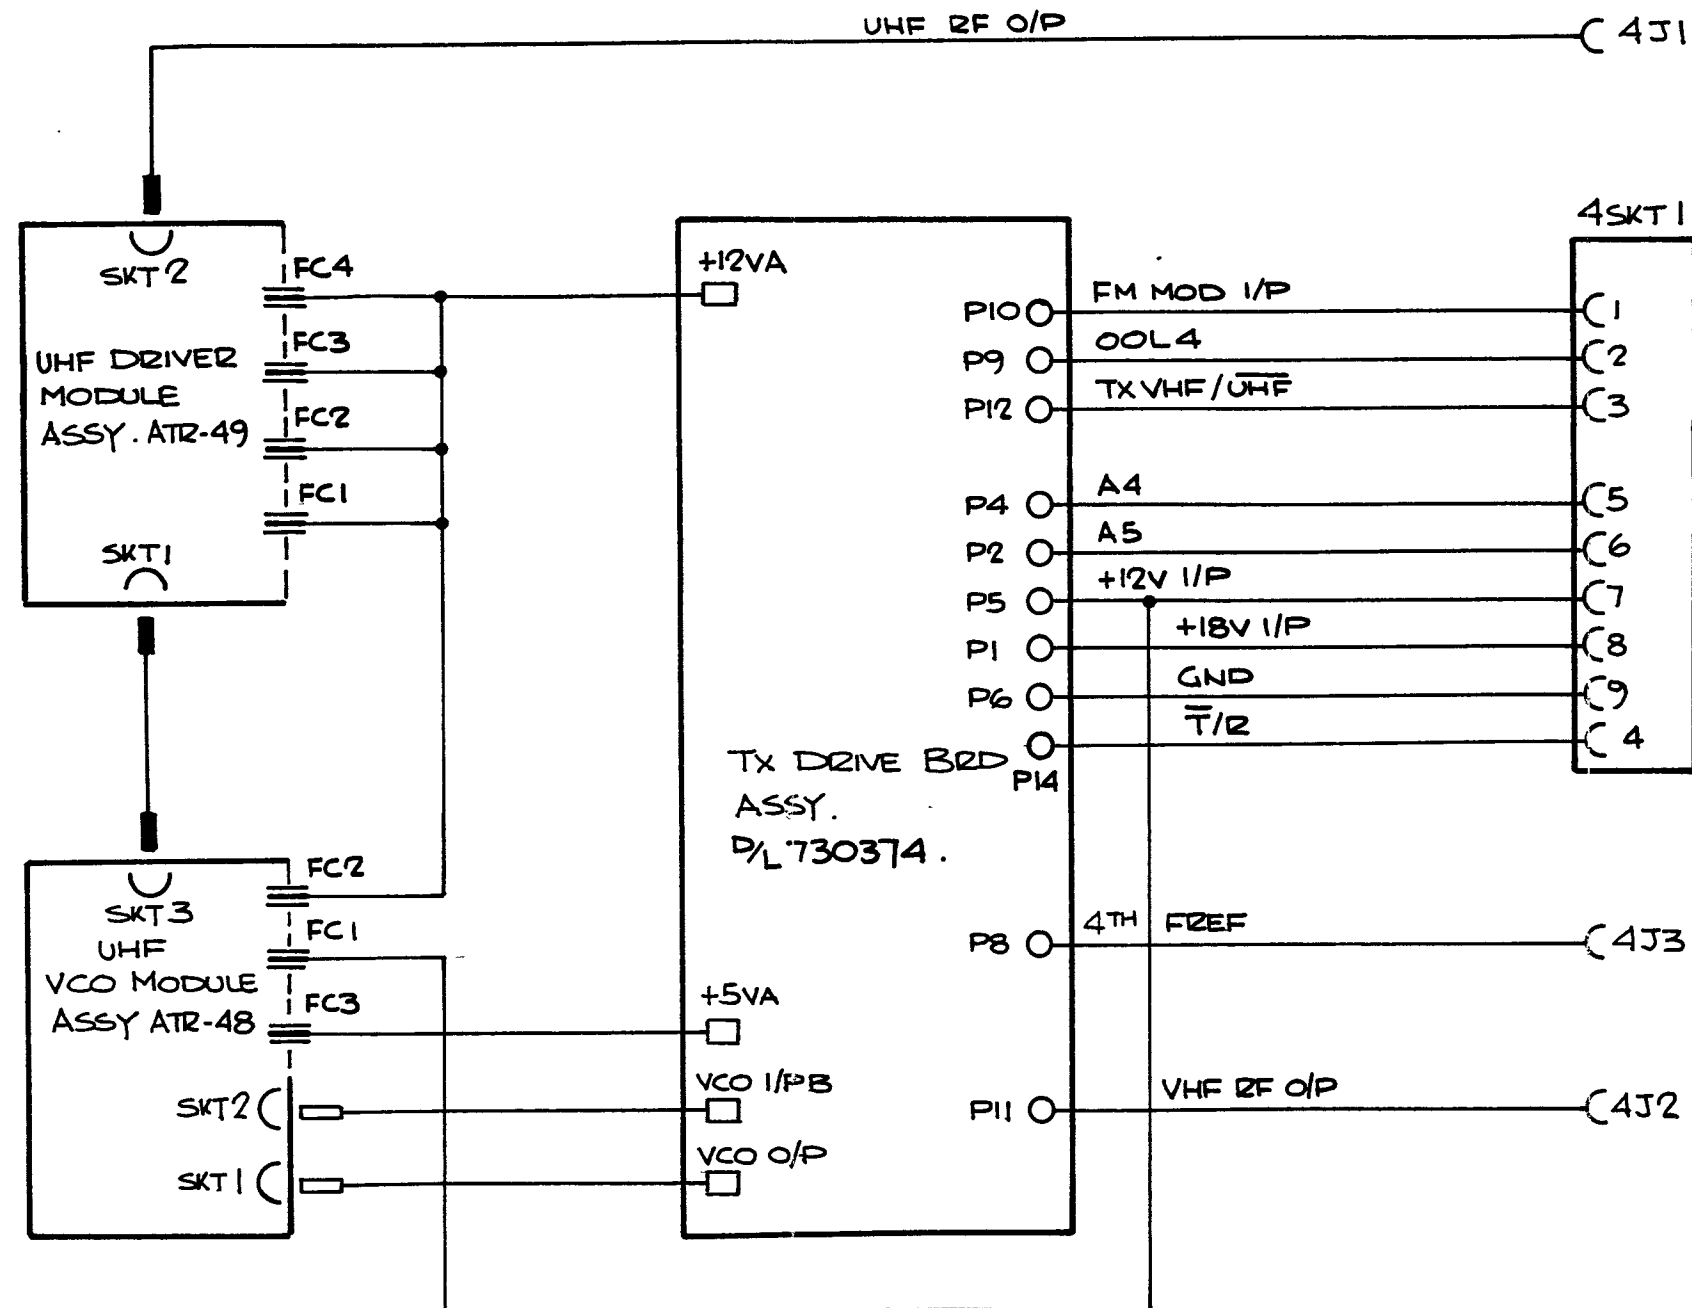 UHF RF O/P
4J1
SKT2
FC4
FC3
UHF DRIVER
MODULE
ASSY. ATR-49
FC2
FC1
SKT1
+12VA
P10
FM MOD I/P
P9
OOL4
P12
TX VHF/U̅H̅F̅
P4
A4
P2
A5
P5
+12V I/P
P1
+18V I/P
P6
GND
T̅/R
P14
TX DRIVE BRD
ASSY.
D/L 730374.
4SKT1
1
2
3
5
6
7
8
9
4
FC2
SKT3
FC1
UHF
VCO MODULE
ASSY ATR-48
FC3
SKT2
SKT1
+5VA
VCO I/PB
VCO O/P
P8
4TH FREF
4J3
P11
VHF RF O/P
4J2